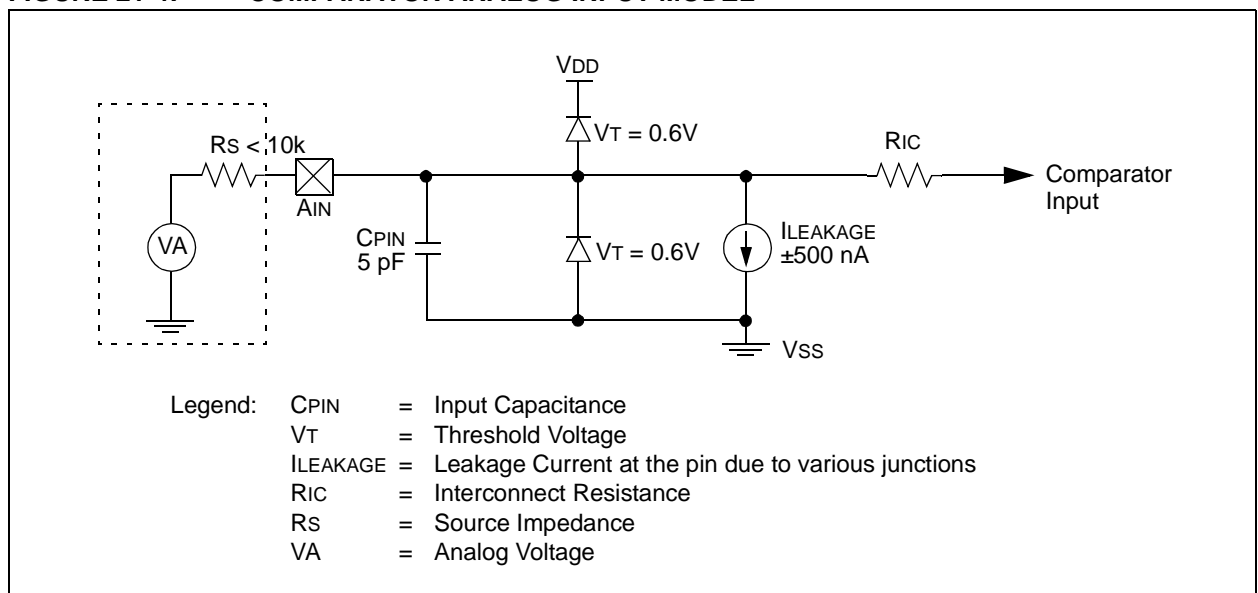 VDD
VT = 0.6V
RIC
RS < 10k
Comparator
Input
AIN
VA
CPIN
5 pF
VT = 0.6V
ILEAKAGE
±500 nA
VSS
Legend: CPIN = Input Capacitance
VT = Threshold Voltage
ILEAKAGE = Leakage Current at the pin due to various junctions
RIC = Interconnect Resistance
RS = Source Impedance
VA = Analog Voltage